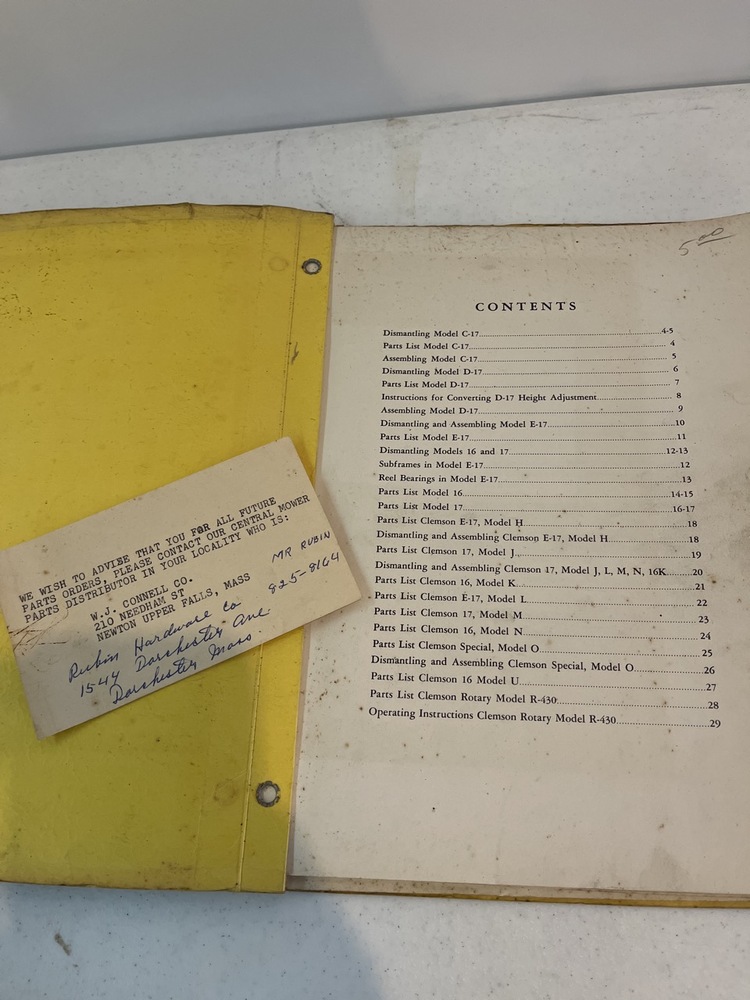 WE WISH TO ADVISE THAT YOU FOR ALL FUTURE
PARTS ORDERS, PLEASE CONTACT OUR CENTRAL MOWER
PARTS DISTRIBUTOR IN YOUR LOCALITY WHO IS:
W.J. CONNELL CO.
210 NEEDHAM ST
NEWTON UPPER FALLS, MASS
MR RUBIN
825-8164
Rubin Hardware Co
1544 Dorchester Ave
Dorchester Mass.
5.00
CONTENTS
Dismantling Model C-17 4-5
Parts List Model C-17 4
Assembling Model C-17 5
Dismantling Model D-17 6
Parts List Model D-17 7
Instructions for Converting D-17 Height Adjustment 8
Assembling Model D-17 9
Dismantling and Assembling Model E-17 10
Parts List Model E-17 11
Dismantling Models 16 and 17 12-13
Subframes in Model E-17 12
Reel Bearings in Model E-17 13
Parts List Model 16 14-15
Parts List Model 17 16-17
Parts List Clemson E-17, Model H 18
Dismantling and Assembling Clemson E-17, Model H 18
Parts List Clemson 17, Model J 19
Dismantling and Assembling Clemson 17, Model J, L, M, N, 16K 20
Parts List Clemson 16, Model K 21
Parts List Clemson E-17, Model L 22
Parts List Clemson 17, Model M 23
Parts List Clemson 16, Model N 24
Parts List Clemson Special, Model O 25
Dismantling and Assembling Clemson Special, Model O 26
Parts List Clemson 16 Model U 27
Parts List Clemson Rotary Model R-430 28
Operating Instructions Clemson Rotary Model R-430 29